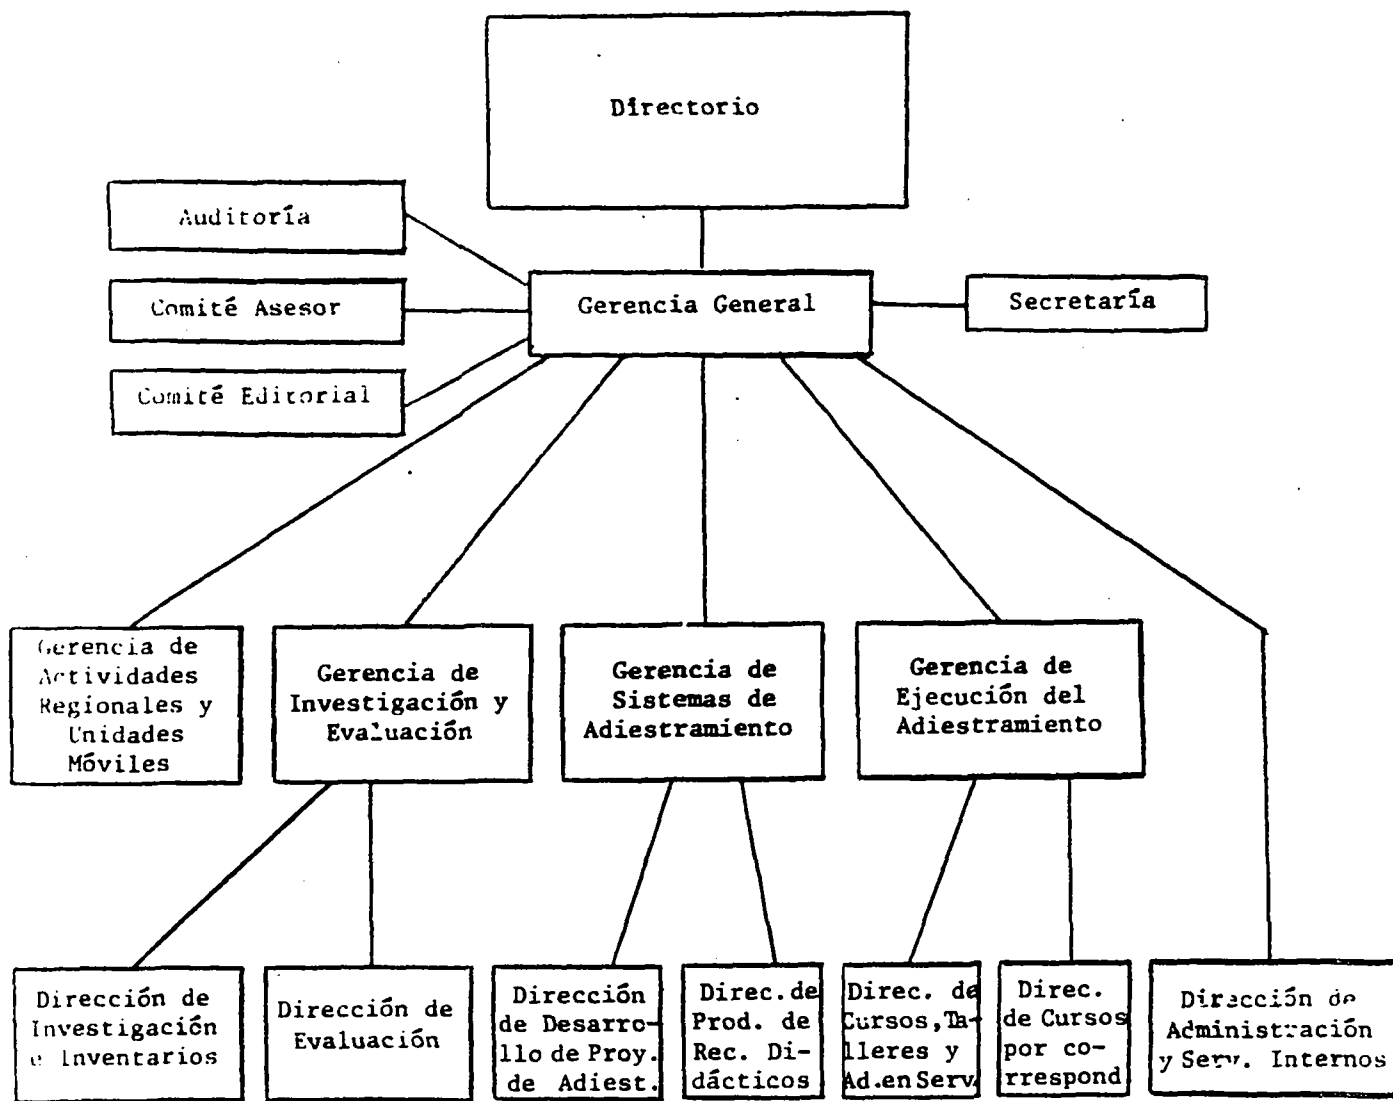 Directorio
Auditoría
Comité Asesor
Gerencia General
Secretaría
Comité Editorial
Gerencia de
Actividades
Regionales y
Unidades
Móviles
Gerencia de
Investigación y
Evaluación
Gerencia de
Sistemas de
Adiestramiento
Gerencia de
Ejecución del
Adiestramiento
Dirección de
Investigación
e Inventarios
Dirección de
Evaluación
Dirección
de Desarro-
llo de Proy.
de Adiest.
Direc. de
Prod. de
Rec. Di-
dácticos
Direc. de
Cursos, Ta-
lleres y
Ad. en Serv.
Direc.
de Cursos
por co-
rrespond
Dirección de
Administración
y Serv. Internos